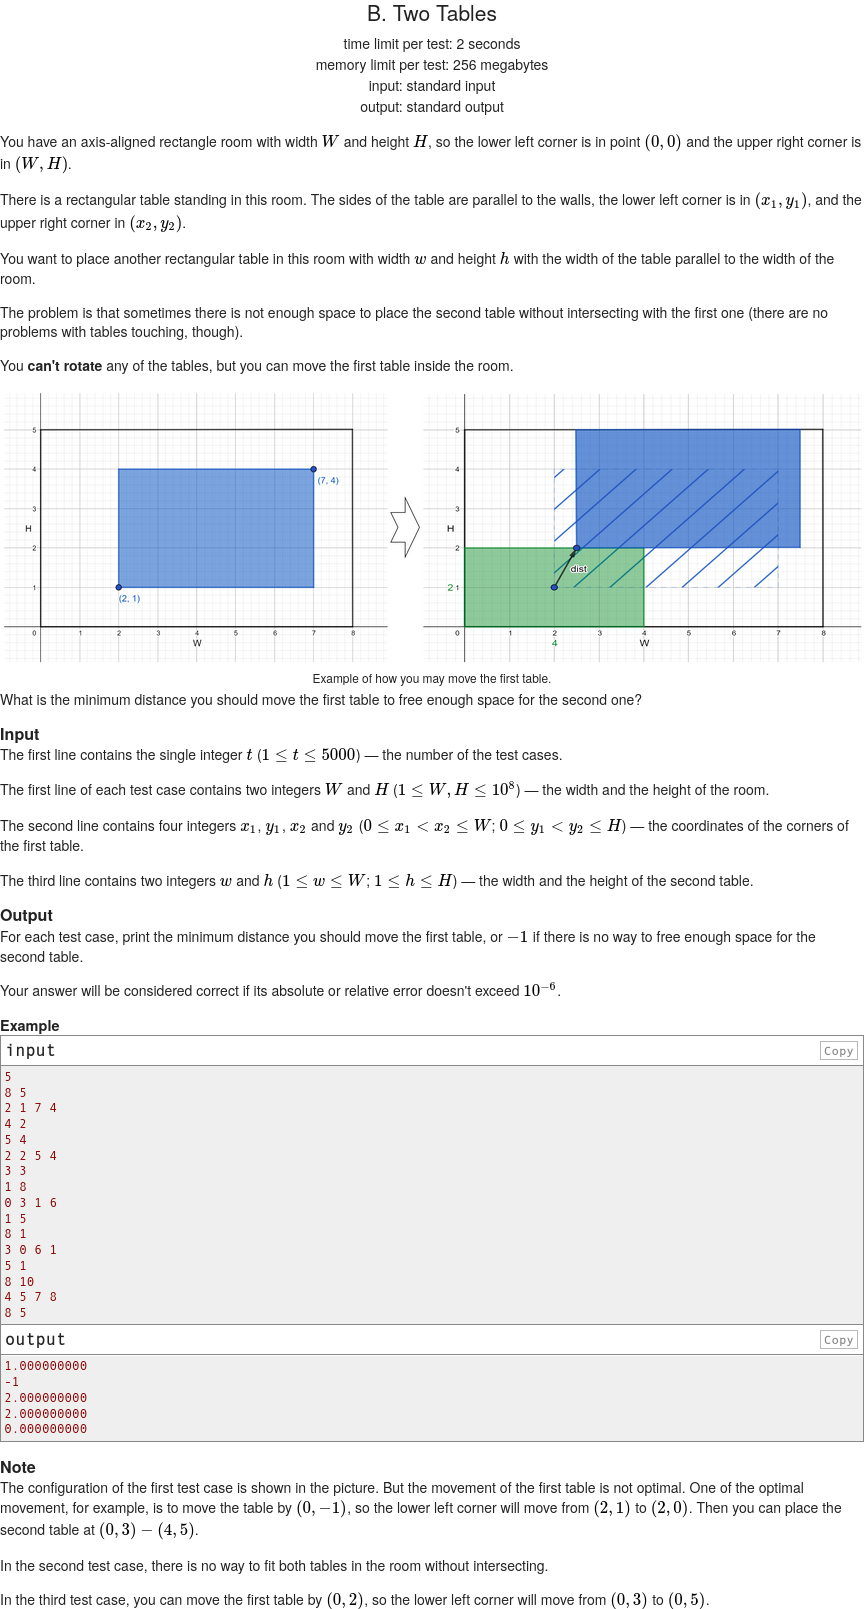 B. Two Tables
time limit per test: 2 seconds
memory limit per test: 256 megabytes
input: standard input
output: standard output
You have an axis-aligned rectangle room with width W and height H, so the lower left corner is in point (0, 0) and the upper right corner is
in (W, H).
There is a rectangular table standing in this room. The sides of the table are parallel to the walls, the lower left corner is in (x₁, y₁), and the
upper right corner in (x₂, y₂).
You want to place another rectangular table in this room with width w and height h with the width of the table parallel to the width of the
room.
The problem is that sometimes there is not enough space to place the second table without intersecting with the first one (there are no
problems with tables touching, though).
You can't rotate any of the tables, but you can move the first table inside the room.
5
4
(7, 4)
3
H
2
1
(2, 1)
0 1 2 3 4 5 6 7 8
W
5
4
3
H
2
dist
2 1
0 1 2 3 4 5 6 7 8
4 W
Example of how you may move the first table.
What is the minimum distance you should move the first table to free enough space for the second one?
Input
The first line contains the single integer t (1 ≤ t ≤ 5000) — the number of the test cases.
The first line of each test case contains two integers W and H (1 ≤ W, H ≤ 10⁸) — the width and the height of the room.
The second line contains four integers x₁, y₁, x₂ and y₂ (0 ≤ x₁ < x₂ ≤ W; 0 ≤ y₁ < y₂ ≤ H) — the coordinates of the corners of
the first table.
The third line contains two integers w and h (1 ≤ w ≤ W; 1 ≤ h ≤ H) — the width and the height of the second table.
Output
For each test case, print the minimum distance you should move the first table, or −1 if there is no way to free enough space for the
second table.
Your answer will be considered correct if its absolute or relative error doesn't exceed 10⁻⁶.
Example
input Copy
5
8 5
2 1 7 4
4 2
5 4
2 2 5 4
3 3
1 8
0 3 1 6
1 5
8 1
3 0 6 1
5 1
8 10
4 5 7 8
8 5
output Copy
1.000000000
-1
2.000000000
2.000000000
0.000000000
Note
The configuration of the first test case is shown in the picture. But the movement of the first table is not optimal. One of the optimal
movement, for example, is to move the table by (0, −1), so the lower left corner will move from (2, 1) to (2, 0). Then you can place the
second table at (0, 3) − (4, 5).
In the second test case, there is no way to fit both tables in the room without intersecting.
In the third test case, you can move the first table by (0, 2), so the lower left corner will move from (0, 3) to (0, 5).